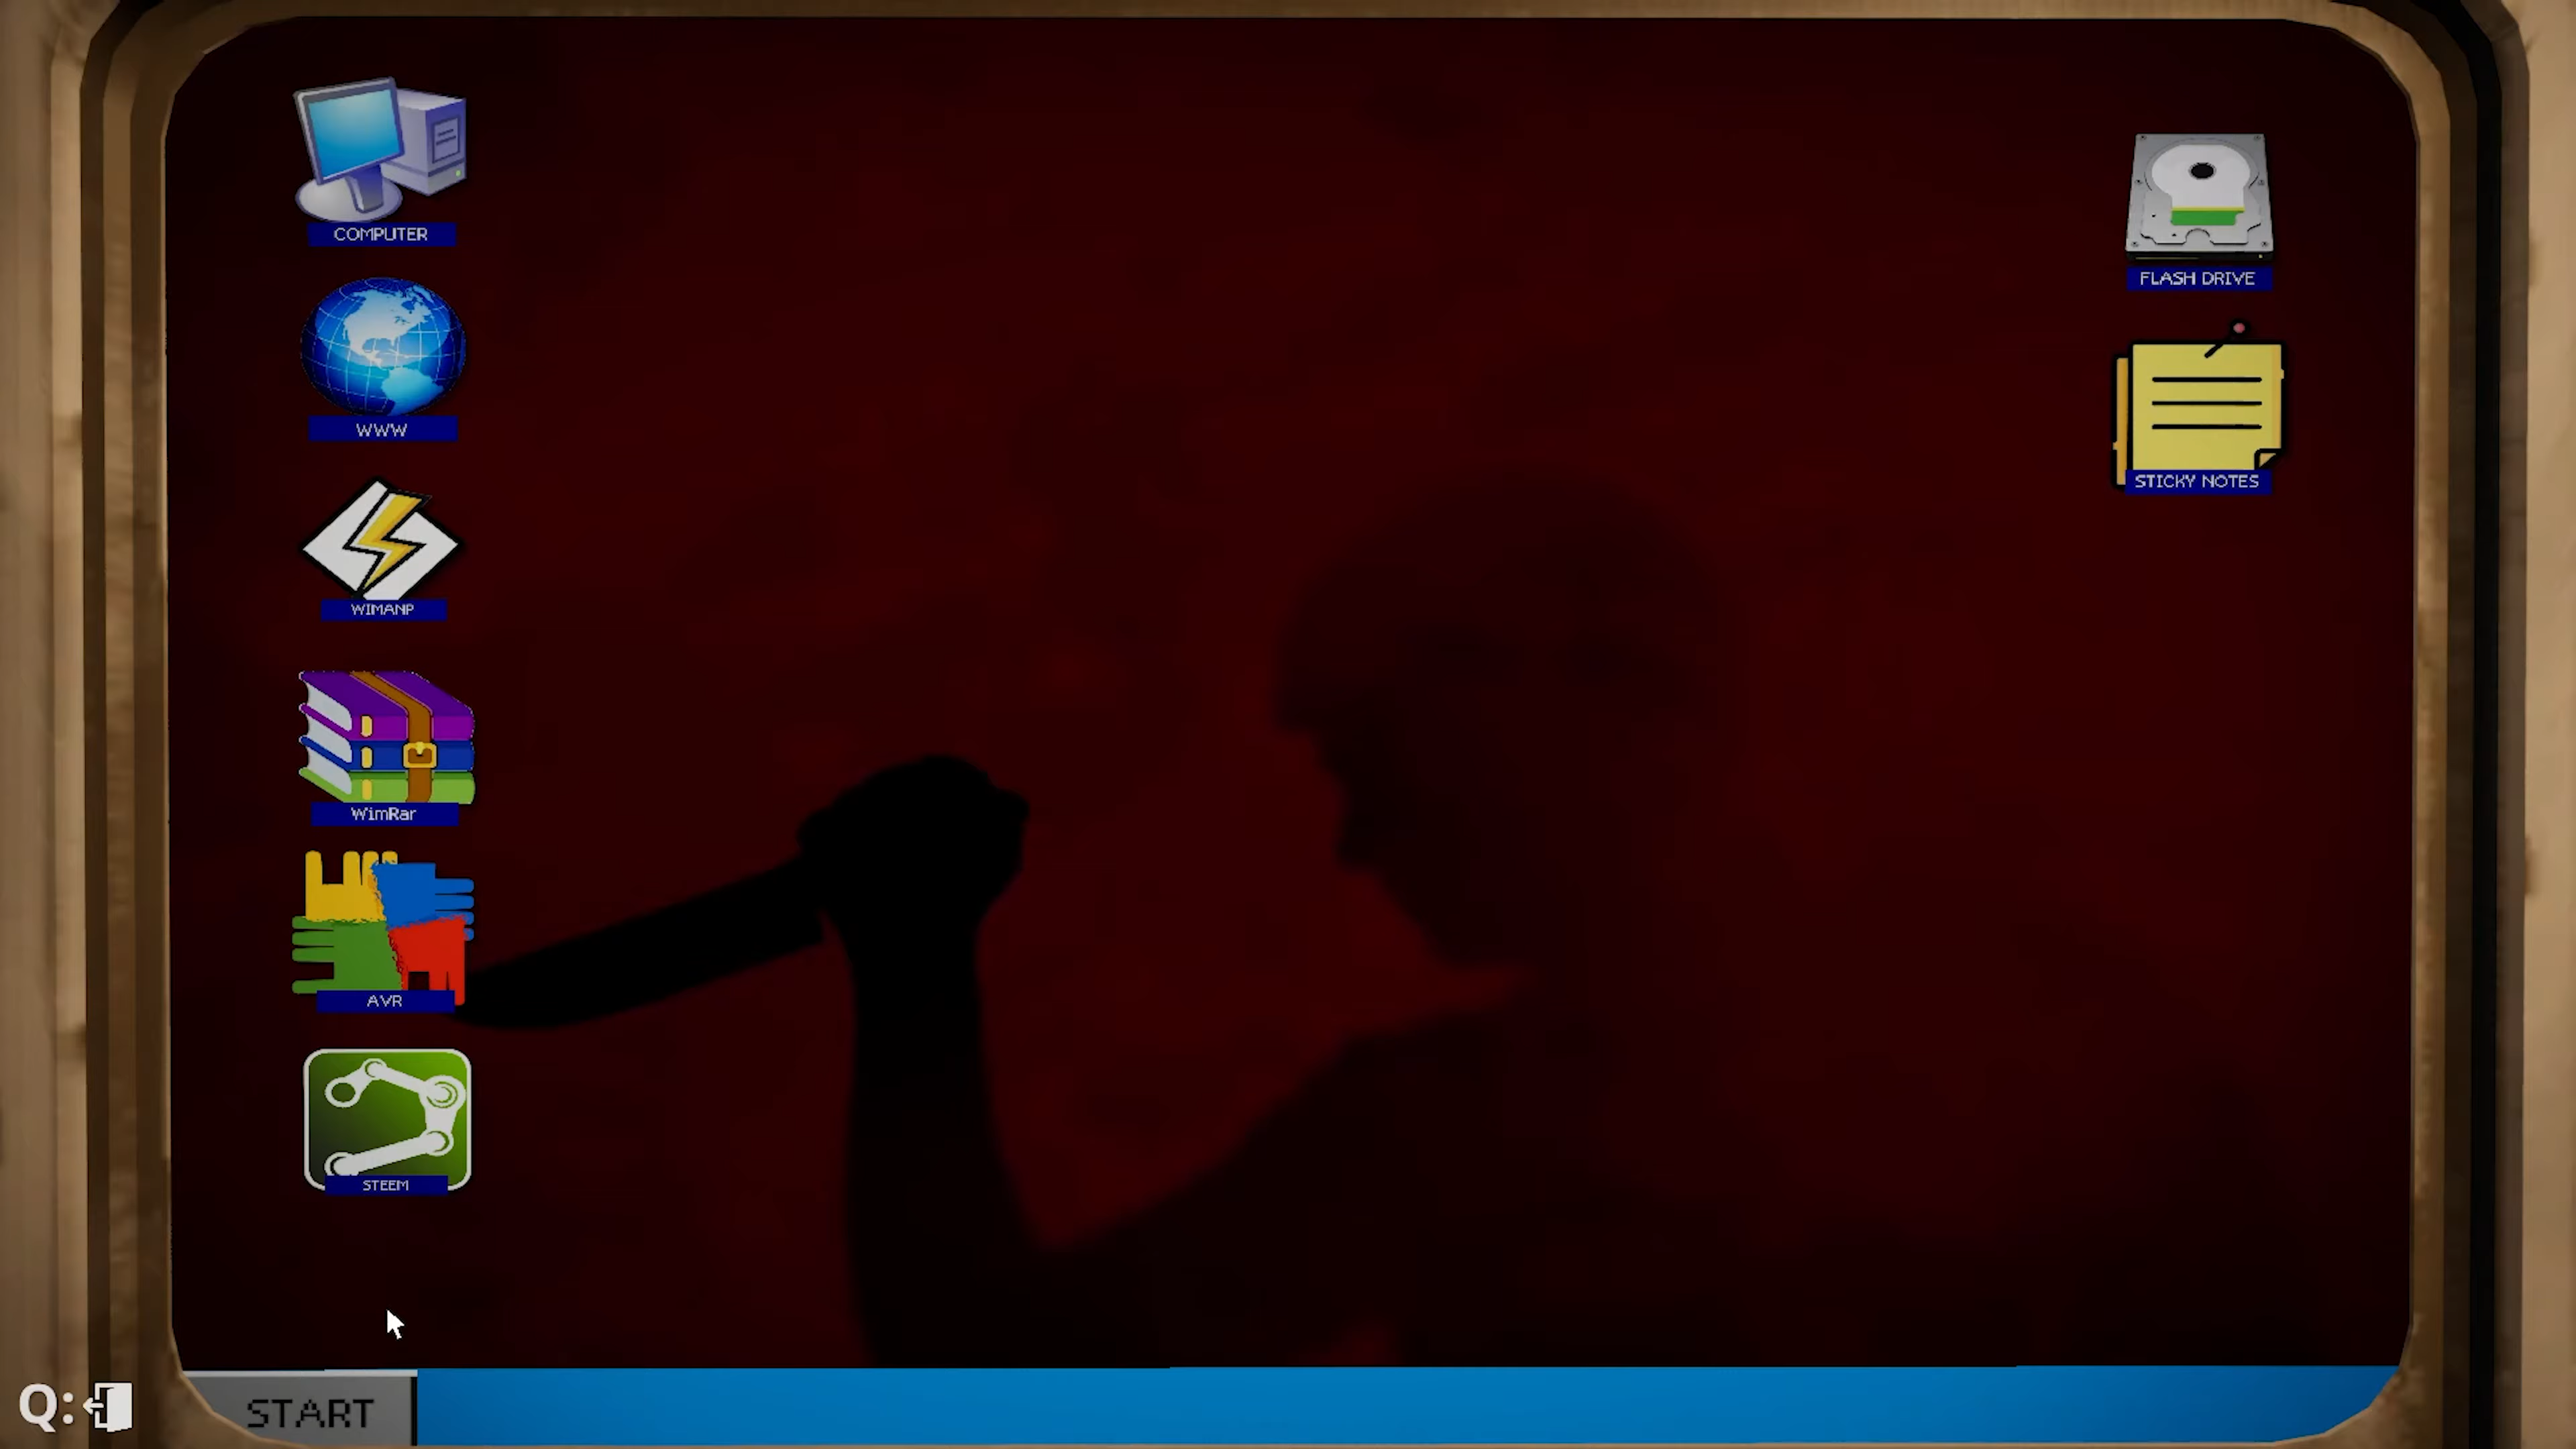 COMPUTER
WWW
WIMANP
WimRar
AVR
STEEM
FLASH DRIVE
STICKY NOTES
Q:
START